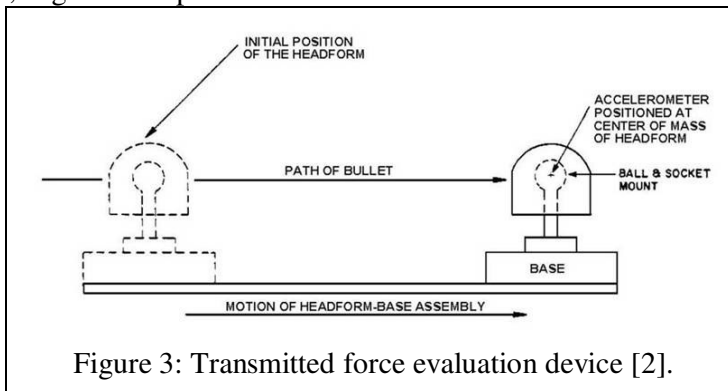 INITIAL POSITION
OF THE HEADFORM
ACCELEROMETER
POSITIONED AT
CENTER OF MASS
OF HEADFORM
PATH OF BULLET
BALL & SOCKET
MOUNT
BASE
MOTION OF HEADFORM-BASE ASSEMBLY
Figure 3: Transmitted force evaluation device [2].